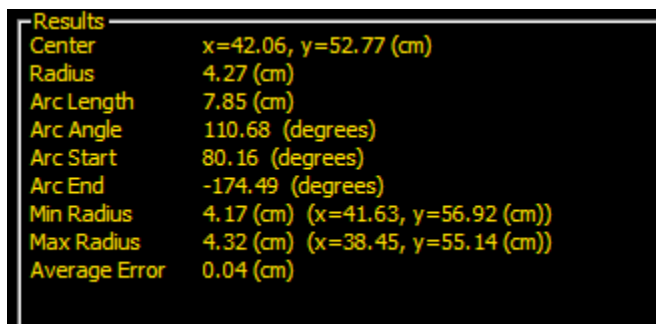 Results
Center x=42.06, y=52.77 (cm)
Radius 4.27 (cm)
Arc Length 7.85 (cm)
Arc Angle 110.68 (degrees)
Arc Start 80.16 (degrees)
Arc End -174.49 (degrees)
Min Radius 4.17 (cm) (x=41.63, y=56.92 (cm))
Max Radius 4.32 (cm) (x=38.45, y=55.14 (cm))
Average Error 0.04 (cm)